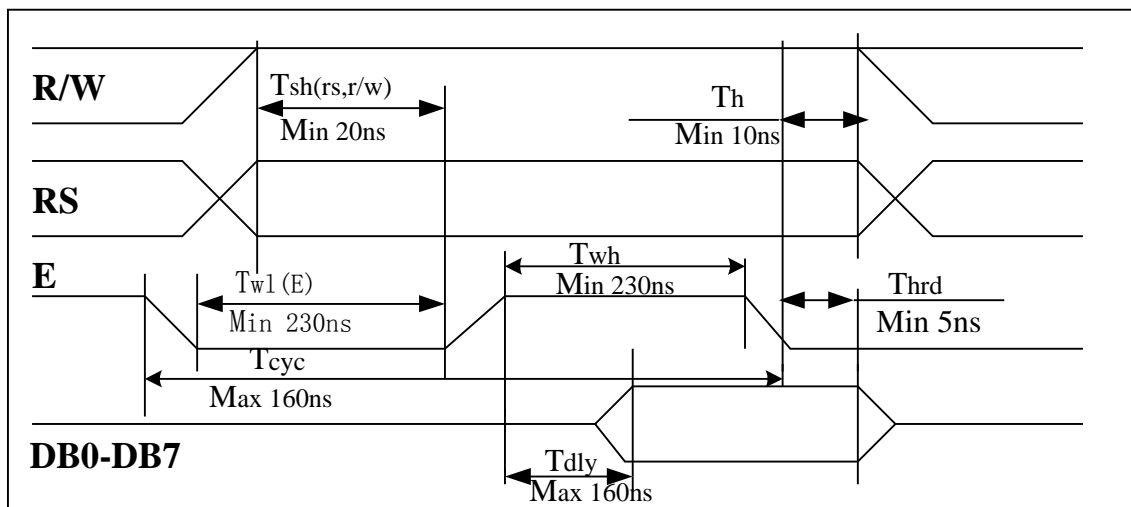 R/W
Tsh(rs,r/w)
Min 20ns
Th
Min 10ns
RS
E
Twl(E)
Min 230ns
Twh
Min 230ns
Thrd
Min 5ns
Tcyc
Max 160ns
DB0-DB7
Tdly
Max 160ns